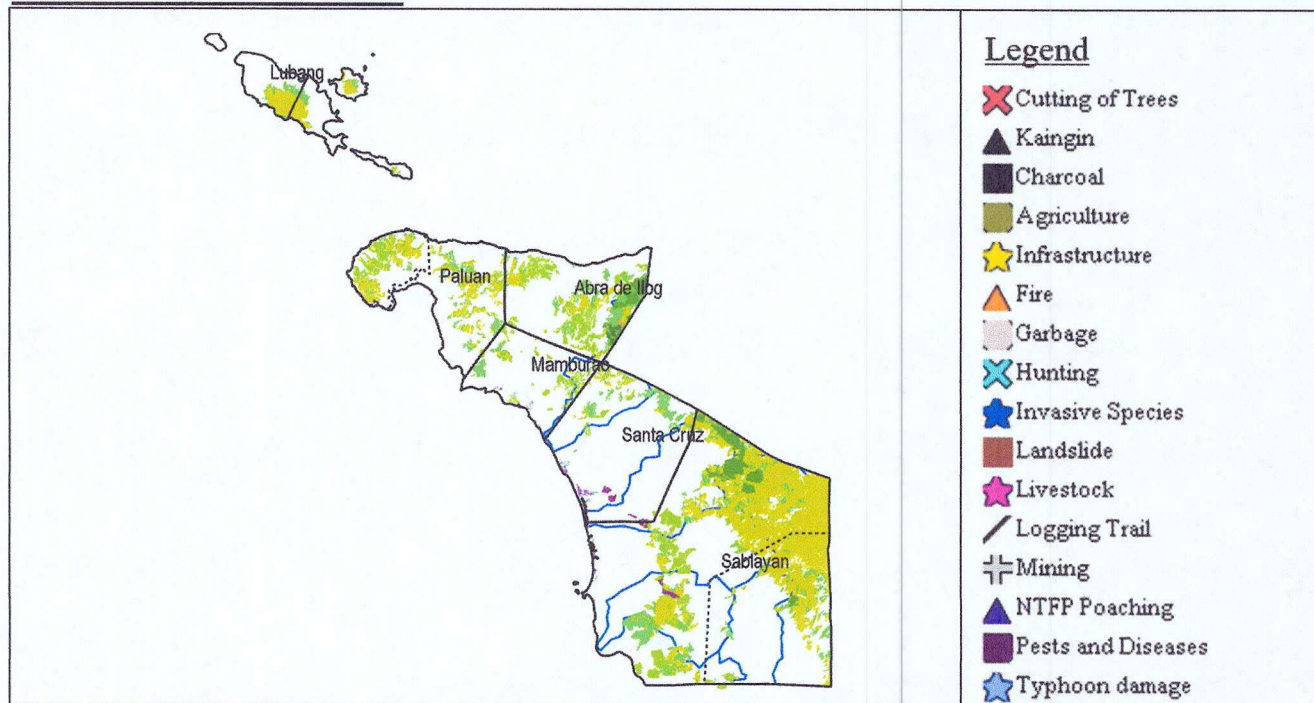 Lubang
Paluan
Abra de Ilog
Mamburao
Santa Cruz
Sablayan
Legend
Cutting of Trees
Kaingin
Charcoal
Agriculture
Infrastructure
Fire
Garbage
Hunting
Invasive Species
Landslide
Livestock
Logging Trail
Mining
NTFP Poaching
Pests and Diseases
Typhoon damage